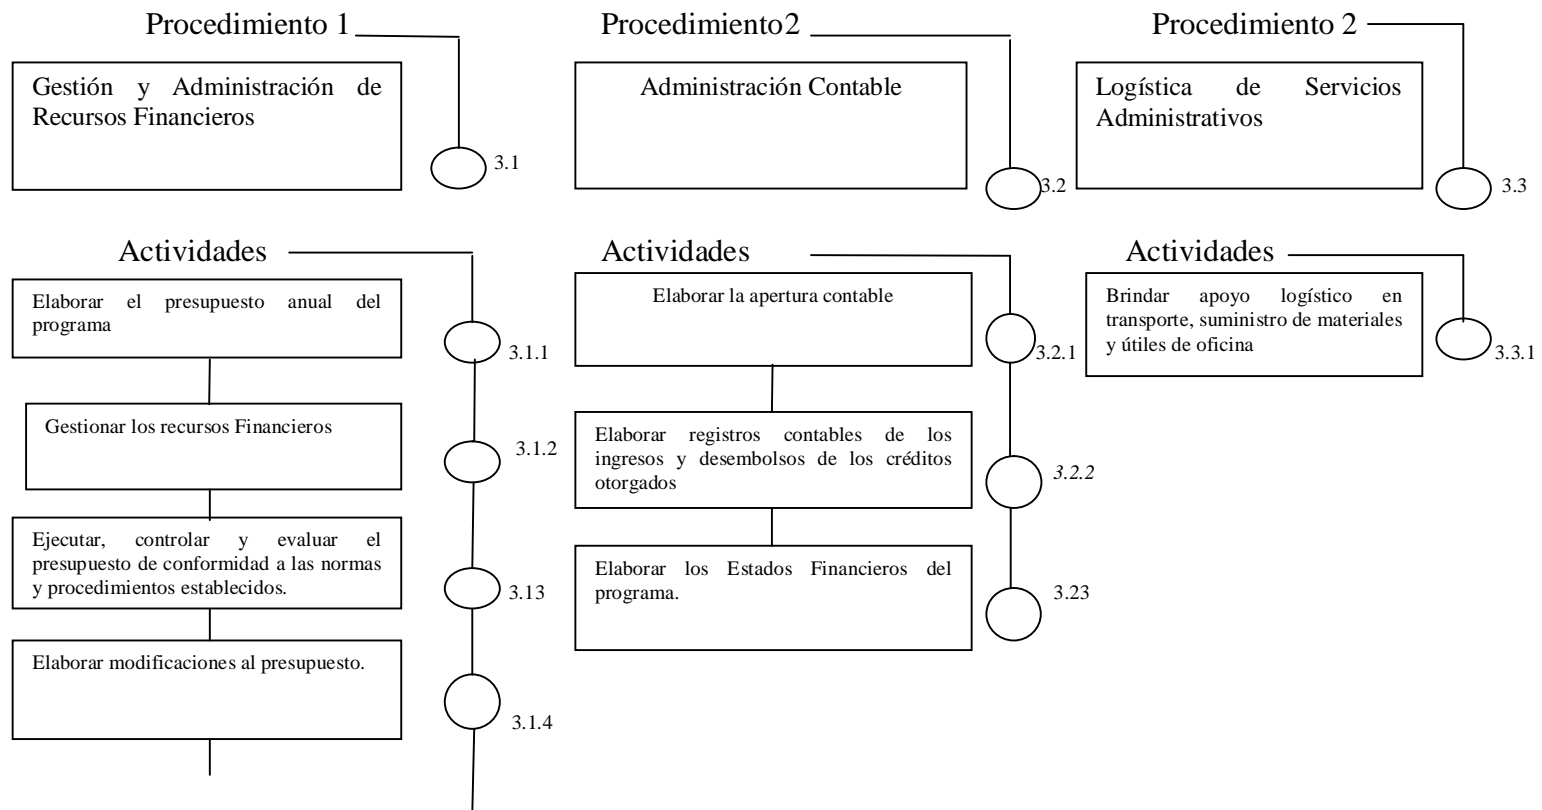 Procedimiento 1
Gestión y Administración de
Recursos Financieros
3.1
Actividades
Elaborar el presupuesto anual del
programa
3.1.1
Gestionar los recursos Financieros
3.1.2
Ejecutar, controlar y evaluar el
presupuesto de conformidad a las normas
y procedimientos establecidos.
3.13
Elaborar modificaciones al presupuesto.
3.1.4
Procedimiento2
Administración Contable
3.2
Actividades
Elaborar la apertura contable
3.2.1
Elaborar registros contables de los
ingresos y desembolsos de los créditos
otorgados
3.2.2
Elaborar los Estados Financieros del
programa.
3.23
Procedimiento 2
Logística de Servicios
Administrativos
3.3
Actividades
Brindar apoyo logístico en
transporte, suministro de materiales
y útiles de oficina
3.3.1